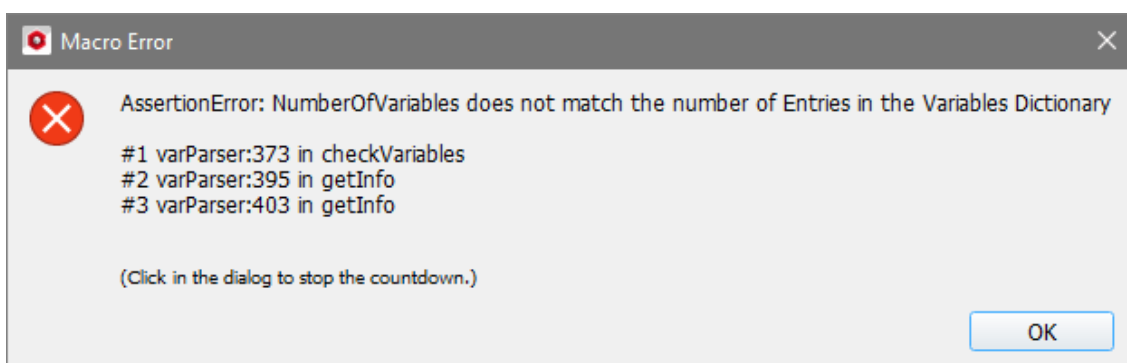 Macro Error
AssertionError: NumberOfVariables does not match the number of Entries in the Variables Dictionary
#1 varParser:373 in checkVariables
#2 varParser:395 in getInfo
#3 varParser:403 in getInfo
(Click in the dialog to stop the countdown.)
OK